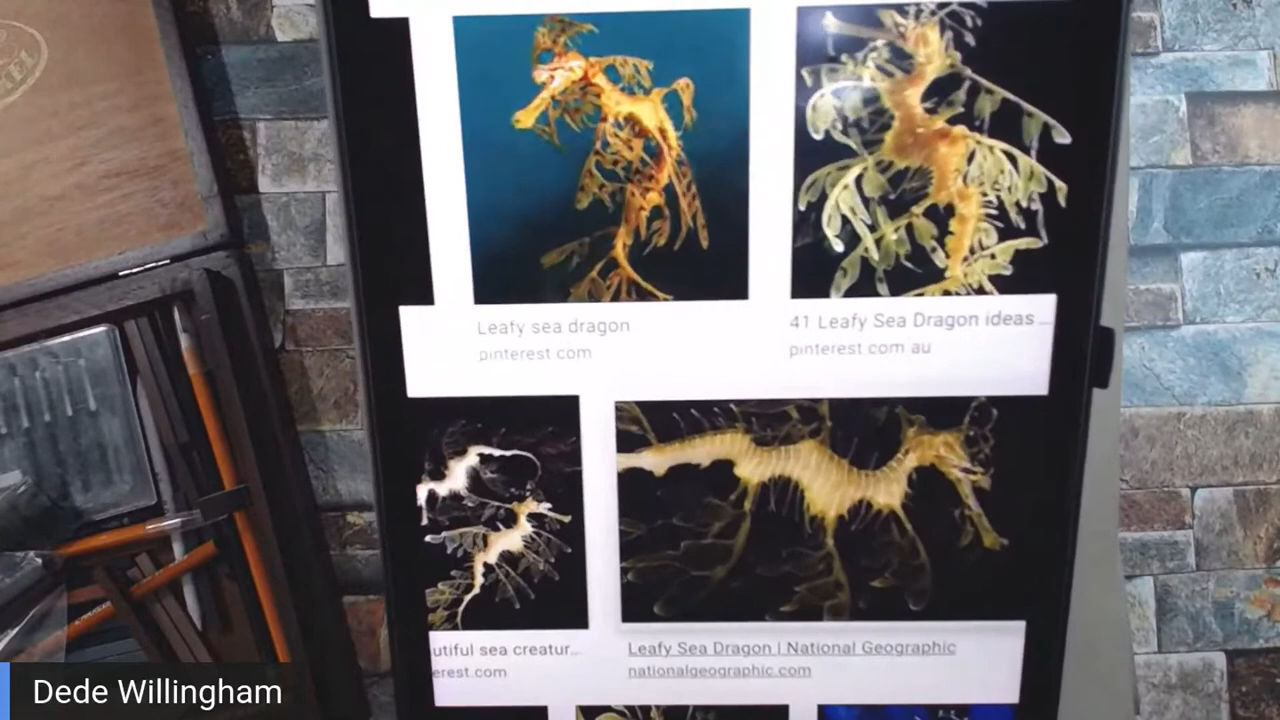 Leafy sea dragon
pinterest.com
41 Leafy Sea Dragon ideas ...
pinterest.com.au
utiful sea creatur...
erest.com
Leafy Sea Dragon | National Geographic
nationalgeographic.com
Dede Willingham